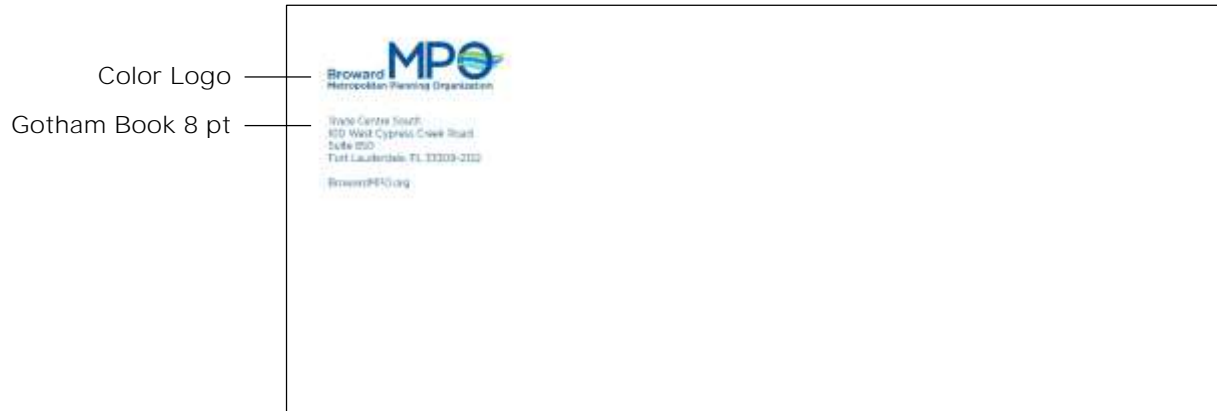 Color Logo
Gotham Book 8 pt
Broward MPO
Metropolitan Planning Organization
Trade Centre South
100 West Cypress Creek Road
Suite 850
Fort Lauderdale, FL 33309-2112
BrowardMPO.org